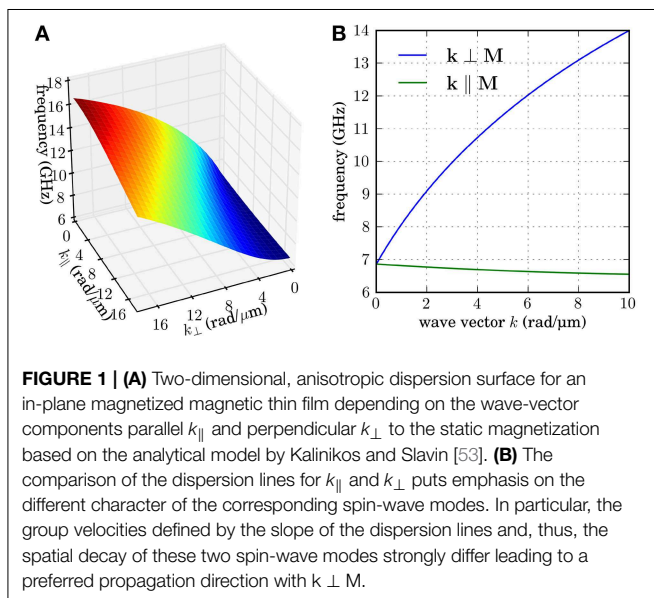 A
frequency (GHz)
18
16
14
12
10
8
6
0
4
8
12
16
k∥ (rad/μm)
16
12
8
4
0
k⊥ (rad/μm)
B
frequency (GHz)
14
13
12
11
10
9
8
7
6
k ⊥ M
k ∥ M
0 2 4 6 8 10
wave vector k (rad/μm)
FIGURE 1 | (A) Two-dimensional, anisotropic dispersion surface for an
in-plane magnetized magnetic thin film depending on the wave-vector
components parallel k∥ and perpendicular k⊥ to the static magnetization
based on the analytical model by Kalinikos and Slavin [53]. (B) The
comparison of the dispersion lines for k∥ and k⊥ puts emphasis on the
different character of the corresponding spin-wave modes. In particular, the
group velocities defined by the slope of the dispersion lines and, thus, the
spatial decay of these two spin-wave modes strongly differ leading to a
preferred propagation direction with k ⊥ M.